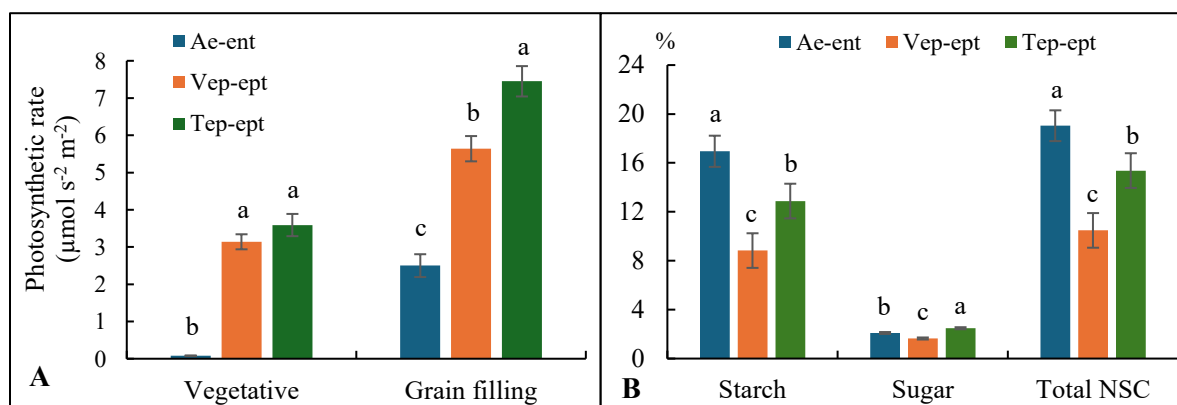 Photosynthetic rate
((µmol s⁻² m⁻²)
Ae-ent
Vep-ept
Tep-ept
8
7
6
5
4
3
2
1
0
b
a
a
c
b
a
Vegetative
Grain filling
A
%
Ae-ent
Vep-ept
Tep-ept
24
20
16
12
8
4
0
a
c
b
b
c
a
a
c
b
Starch
Sugar
Total NSC
B